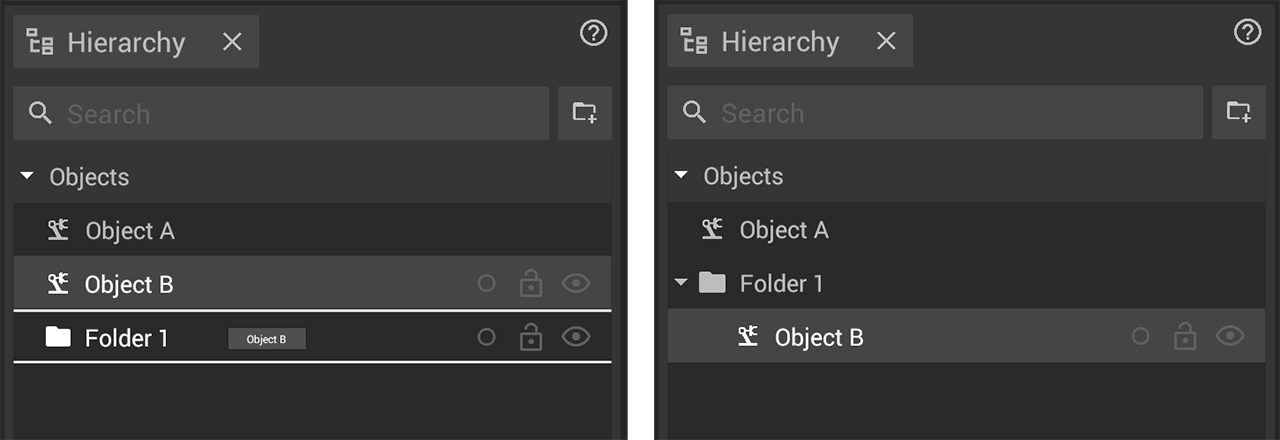 Hierarchy
Search
Objects
Object A
Object B
Folder 1
Object B
Hierarchy
Search
Objects
Object A
Folder 1
Object B